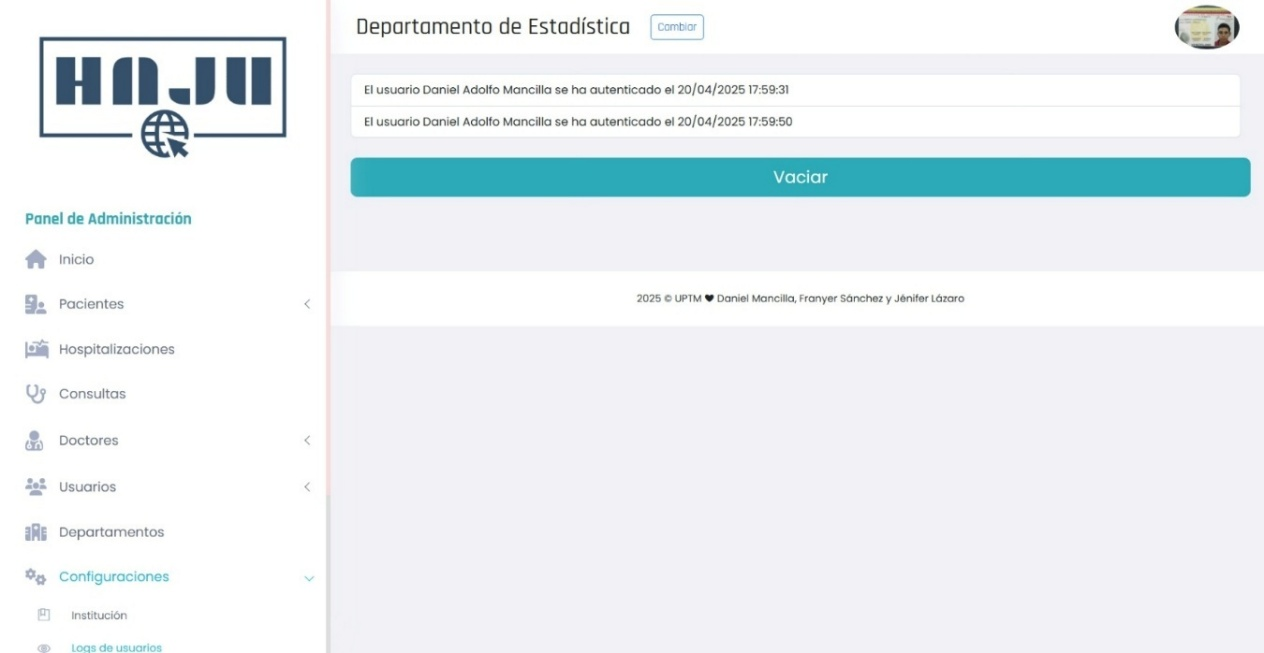 HNJU
Panel de Administración
Inicio
Pacientes
Hospitalizaciones
Consultas
Doctores
Usuarios
Departamentos
Configuraciones
Institución
Logs de usuarios
Departamento de Estadística
Cambiar
El usuario Daniel Adolfo Mancilla se ha autenticado el 20/04/2025 17:59:31
El usuario Daniel Adolfo Mancilla se ha autenticado el 20/04/2025 17:59:50
Vaciar
2025 © UPTM ♥ Daniel Mancilla, Franyer Sánchez y Jénifer Lázaro